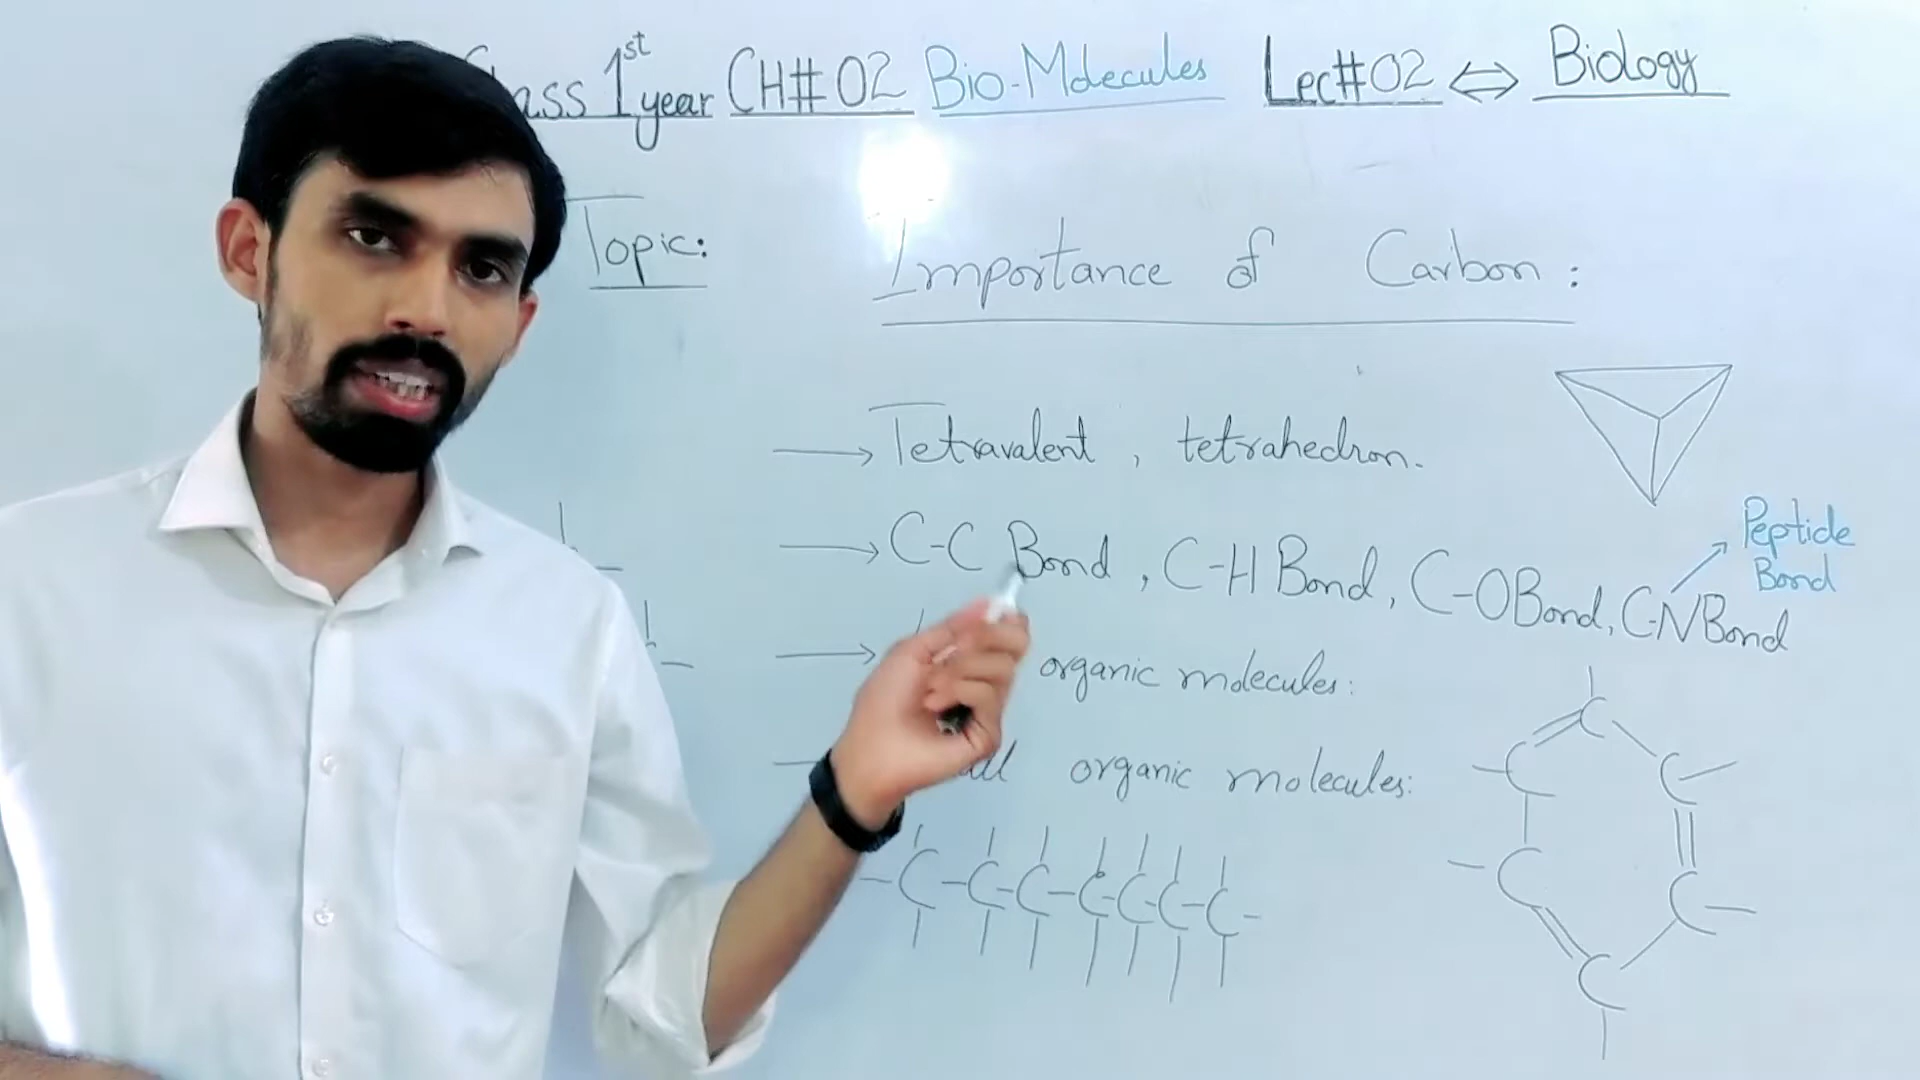 ass 1st year CH# 02 Bio-Molecules Lec# 02 ⇔ Biology
Topic: Importance of Carbon:
→ Tetravalent, tetrahedron.
→ C-C Bond, C-H Bond, C-O Bond, C-N Bond
Peptide
Bond
→ organic molecules:
organic molecules:
-C-C-C-C-C-C-C-
C
C C
C C
C